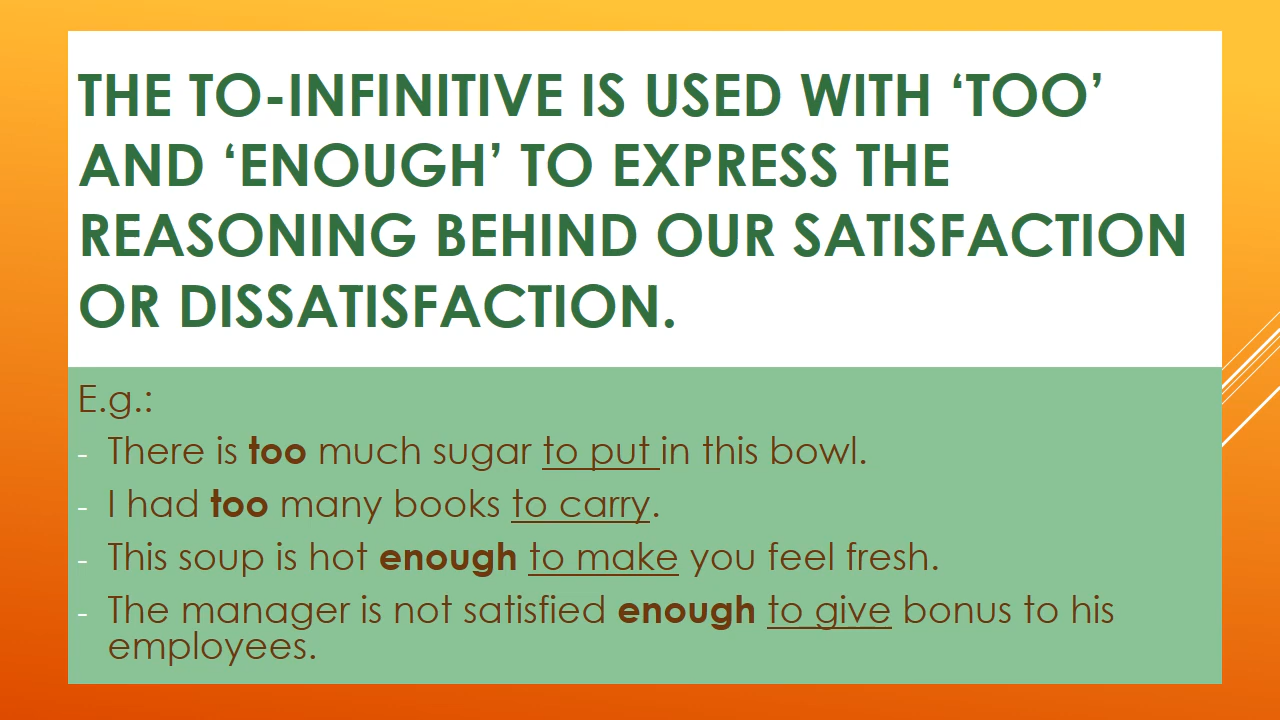 THE TO-INFINITIVE IS USED WITH ‘TOO’
AND ‘ENOUGH’ TO EXPRESS THE
REASONING BEHIND OUR SATISFACTION
OR DISSATISFACTION.
E.g.:
- There is too much sugar to put in this bowl.
- I had too many books to carry.
- This soup is hot enough to make you feel fresh.
- The manager is not satisfied enough to give bonus to his
employees.